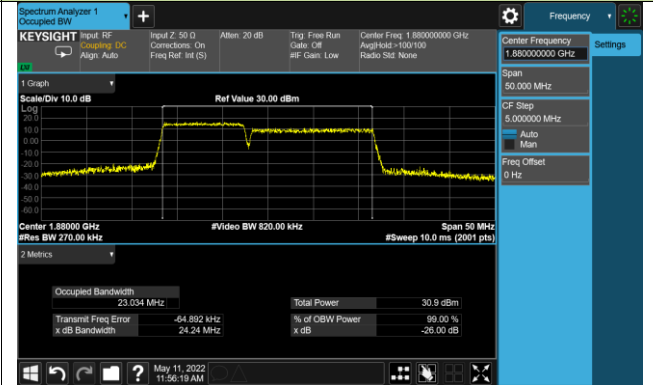 Spectrum Analyzer 1
Occupied BW
Frequency
KEYSIGHT
Input: RF
Coupling: DC
Align: Auto
Input Z: 50 Ω
Corrections: On
Freq Ref: Int (S)
Atten: 20 dB
Trig: Free Run
Gate: Off
#IF Gain: Low
Center Freq: 1.880000000 GHz
Avg|Hold:>100/100
Radio Std: None
Center Frequency
1.880000000 GHz
Settings
Span
50.000 MHz
CF Step
5.000000 MHz
Auto
Man
Freq Offset
0 Hz
1 Graph
Scale/Div 10.0 dB
Ref Value 30.00 dBm
Log
20.0
10.0
0.00
-10.0
-20.0
-30.0
-40.0
-50.0
-60.0
Center 1.88000 GHz
#Video BW 820.00 kHz
Span 50 MHz
#Res BW 270.00 kHz
#Sweep 10.0 ms (2001 pts)
2 Metrics
Occupied Bandwidth
23.034 MHz
Total Power
30.9 dBm
Transmit Freq Error
-64.892 kHz
% of OBW Power
99.00 %
x dB Bandwidth
24.24 MHz
x dB
-26.00 dB
May 11, 2022
11:56:19 AM